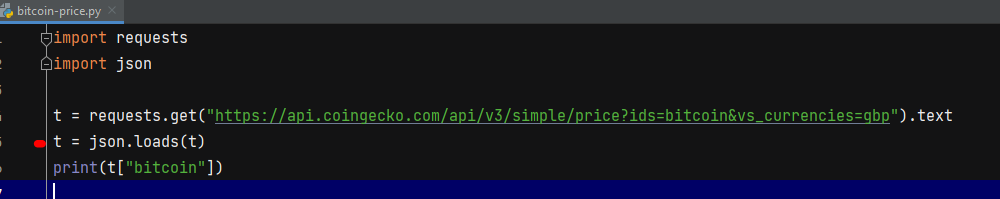 bitcoin-price.py
import requests
import json
t = requests.get("https://api.coingecko.com/api/v3/simple/price?ids=bitcoin&vs_currencies=gbp").text
t = json.loads(t)
print(t["bitcoin"])